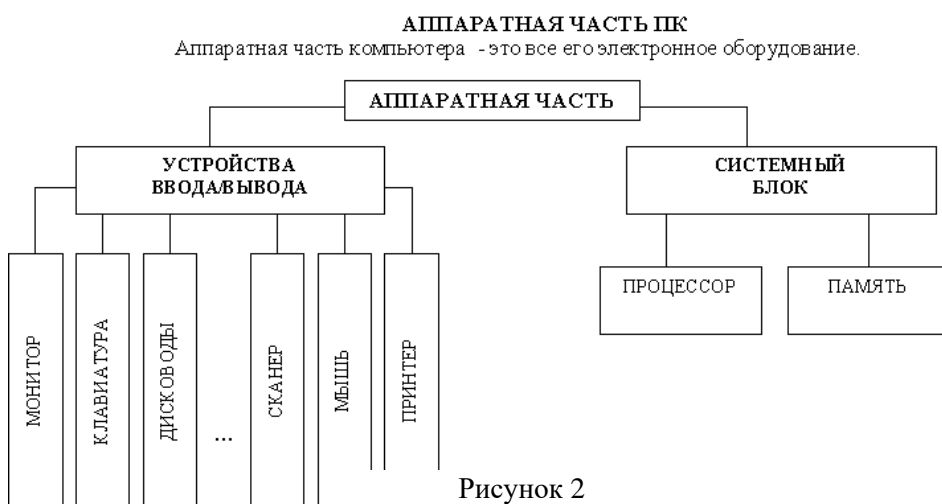 АППАРАТНАЯ ЧАСТЬ ПК
Аппаратная часть компьютера - это все его электронное оборудование.
АППАРАТНАЯ ЧАСТЬ
УСТРОЙСТВА
ВВОДА/ВЫВОДА
СИСТЕМНЫЙ
БЛОК
МОНИТОР
КЛАВИАТУРА
ДИСКОВОДЫ
...
СКАНЕР
МЫШЬ
ПРИНТЕР
ПРОЦЕССОР
ПАМЯТЬ
Рисунок 2